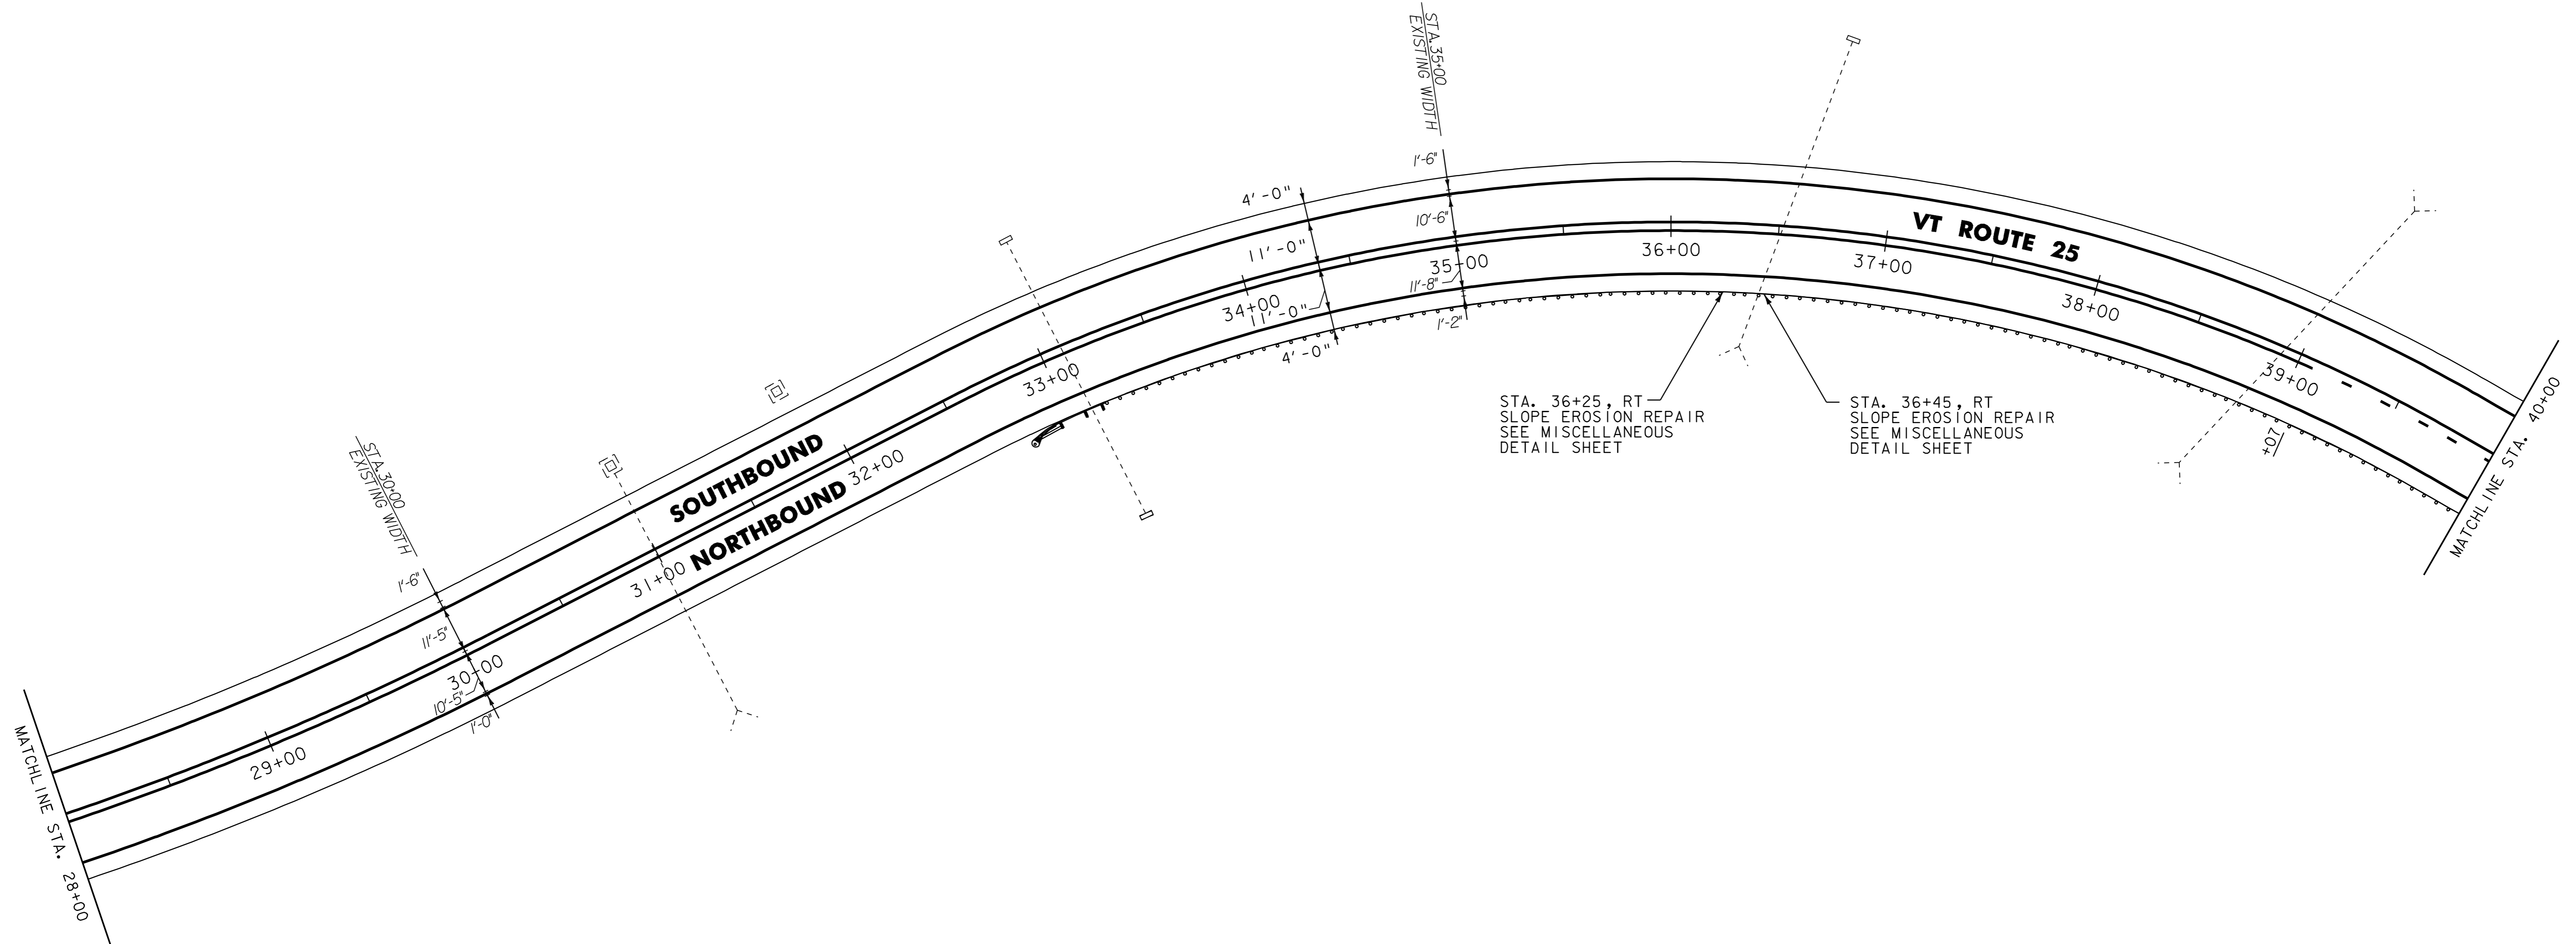 MATCHLINE STA. 28+00
29+00
STA.30+00
EXISTING WIDTH
1'-6"
11'-5"
30+00
10'-5"
1'-0"
31+00
SOUTHBOUND
NORTHBOUND
32+00
33+00
34+00
4'-0"
11'-0"
11'-0"
4'-0"
STA.35+00
EXISTING WIDTH
1'-6"
10'-6"
35+00
11'-8"
1'-2"
36+00
STA. 36+25, RT
SLOPE EROSION REPAIR
SEE MISCELLANEOUS
DETAIL SHEET
STA. 36+45, RT
SLOPE EROSION REPAIR
SEE MISCELLANEOUS
DETAIL SHEET
37+00
VT ROUTE 25
38+00
39+00
+07
MATCHLINE STA. 40+00